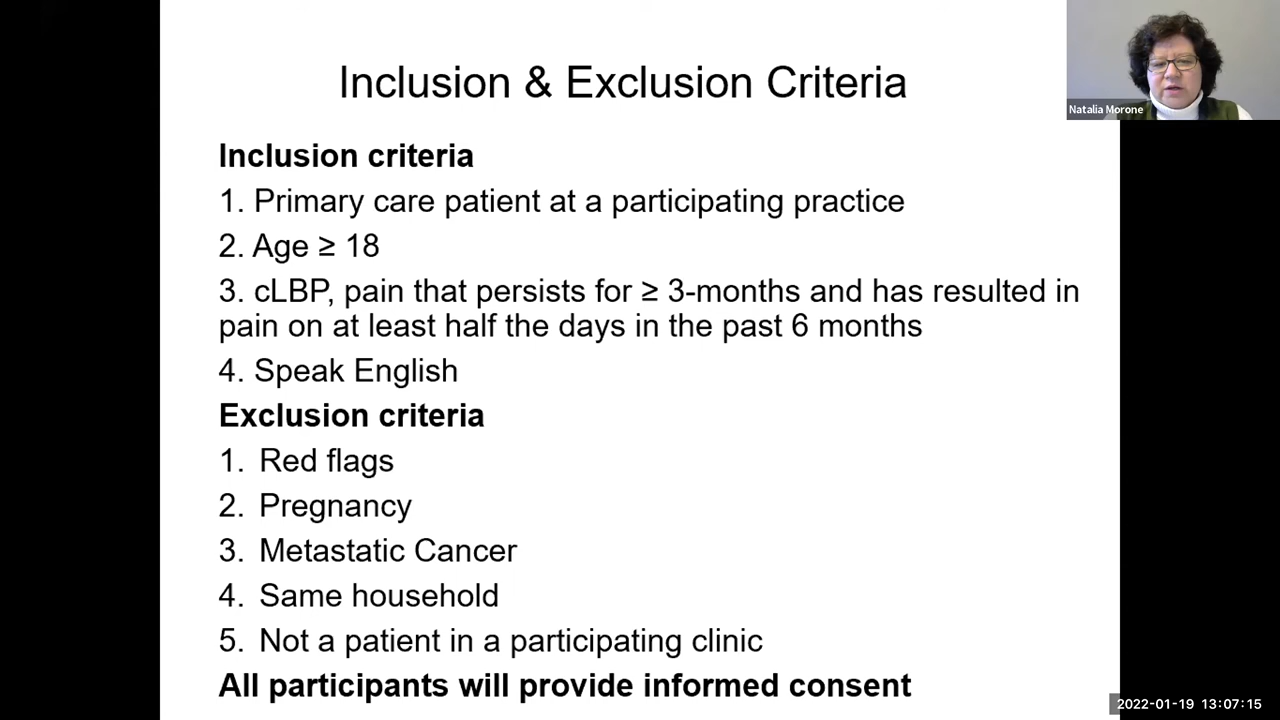 Inclusion & Exclusion Criteria
Natalia Morone
Inclusion criteria
1. Primary care patient at a participating practice
2. Age ≥ 18
3. cLBP, pain that persists for ≥ 3-months and has resulted in
pain on at least half the days in the past 6 months
4. Speak English
Exclusion criteria
1. Red flags
2. Pregnancy
3. Metastatic Cancer
4. Same household
5. Not a patient in a participating clinic
All participants will provide informed consent
2022-01-19 13:07:15